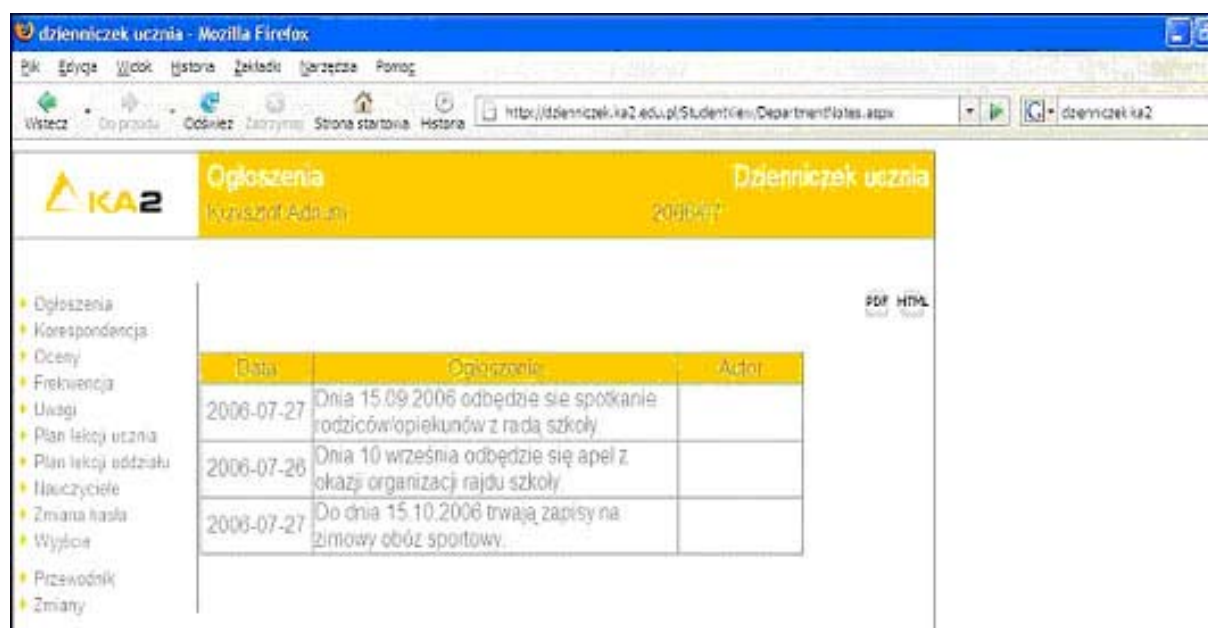 dzienniczek ucznia - Mozilla Firefox
Plik Edycja Widok Historia Zakładki Narzędzia Pomoc
Wstecz Do przodu Odśwież Zatrzymaj Strona startowa Historia http://dzienniczek.ka2.edu.pl/StudentView/DepartmentNotes.aspx G dzienniczek ka2
KA2
Ogłoszenia Dzienniczek ucznia
Krzysztof 2006/07
PDF HTML
Ogłoszenia
Korespondencja
Oceny
Frekwencja
Uwagi
Plan lekcji ucznia
Plan lekcji oddziału
Nauczyciele
Zmiana hasła
Wyjście
Przewodnik
Zmiany
Data Ogłoszenie Autor
2006-07-27 Dnia 15.09.2006 odbędzie sie spotkanie
rodziców/opiekunów z radą szkoły
2006-07-26 Dnia 10 września odbędzie się apel z
okazji organizacji rajdu szkoły.
2006-07-27 Do dnia 15.10.2006 trwają zapisy na
zimowy obóz sportowy.